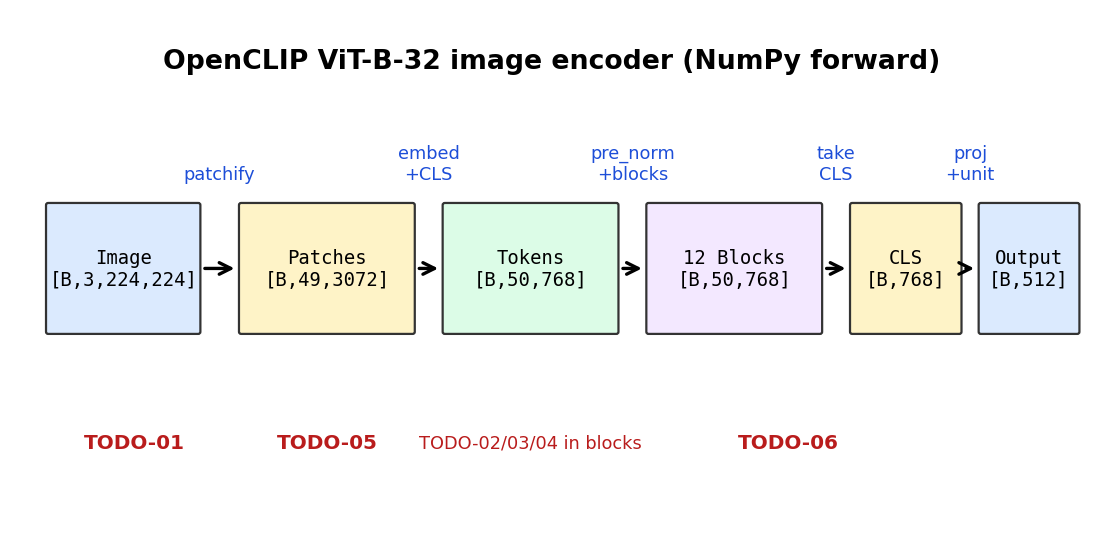 OpenCLIP ViT-B-32 image encoder (NumPy forward)
patchify
embed
+CLS
pre_norm
+blocks
take
CLS
proj
+unit
Image
[B,3,224,224]
Patches
[B,49,3072]
Tokens
[B,50,768]
12 Blocks
[B,50,768]
CLS
[B,768]
Output
[B,512]
TODO-01
TODO-05
TODO-02/03/04 in blocks
TODO-06